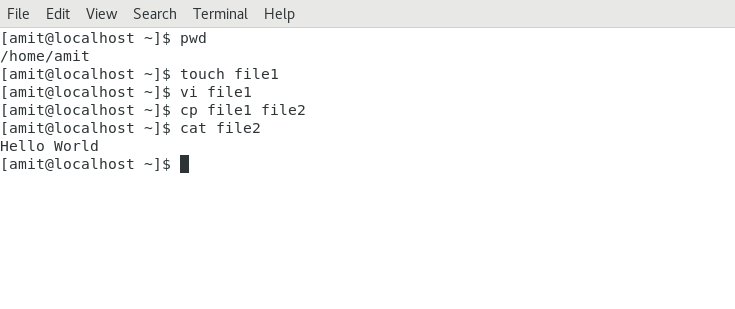 File Edit View Search Terminal Help
[amit@localhost ~]$ pwd
/home/amit
[amit@localhost ~]$ touch file1
[amit@localhost ~]$ vi file1
[amit@localhost ~]$ cp file1 file2
[amit@localhost ~]$ cat file2
Hello World
[amit@localhost ~]$